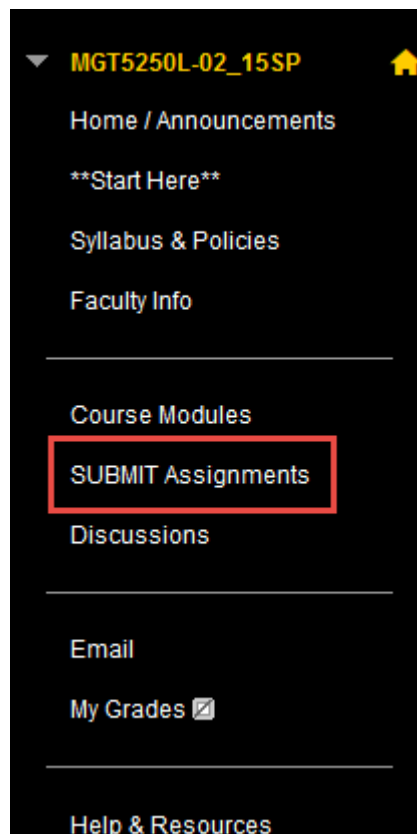 MGT5250L-02_15SP
Home / Announcements
**Start Here**
Syllabus & Policies
Faculty Info
Course Modules
SUBMIT Assignments
Discussions
Email
My Grades
Help & Resources